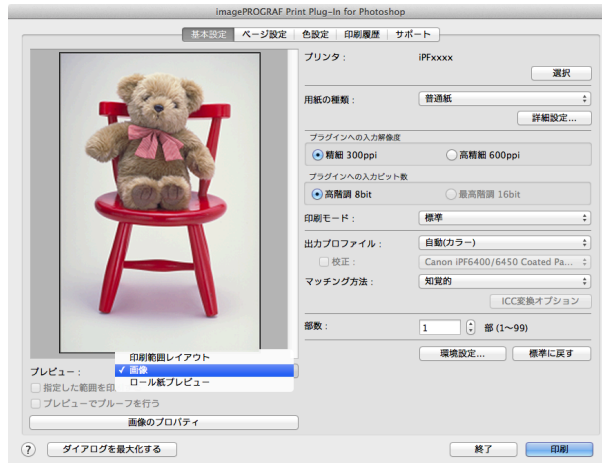 imagePROGRAF Print Plug-In for Photoshop
基本設定 ページ設定 色設定 印刷履歴 サポート
プリンタ： iPFxxxx
選択
用紙の種類： 普通紙
詳細設定...
プラグインへの入力解像度
精細 300ppi 高精細 600ppi
プラグインへの入力ビット数
高階調 8bit 最高階調 16bit
印刷モード： 標準
出力プロファイル： 自動(カラー)
校正： Canon iPF6400/6450 Coated Pa...
マッチング方法： 知覚的
ICC変換オプション
部数： 1 部 (1〜99)
環境設定... 標準に戻す
印刷範囲レイアウト
プレビュー： ✓ 画像
ロール紙プレビュー
指定した範囲を印
プレビューでプルーフを行う
画像のプロパティ
? ダイアログを最大化する 終了 印刷